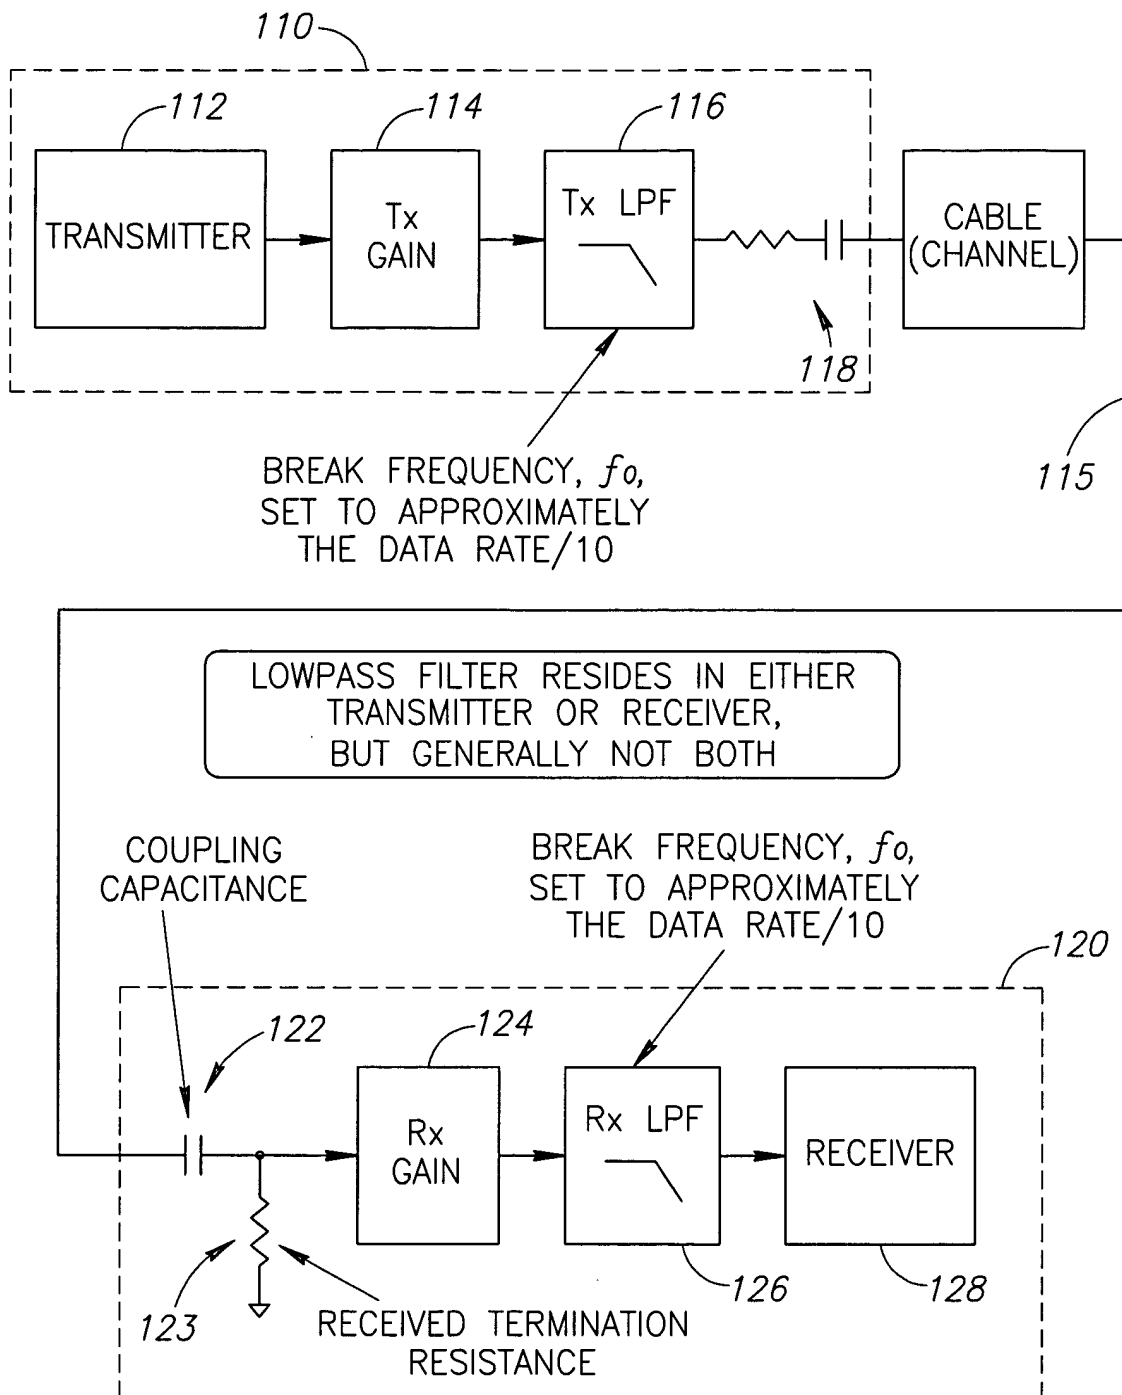 110
112
114
116
TRANSMITTER
Tx
GAIN
Tx LPF
CABLE
(CHANNEL)
118
115
BREAK FREQUENCY, fo,
SET TO APPROXIMATELY
THE DATA RATE/10
LOWPASS FILTER RESIDES IN EITHER
TRANSMITTER OR RECEIVER,
BUT GENERALLY NOT BOTH
COUPLING
CAPACITANCE
BREAK FREQUENCY, fo,
SET TO APPROXIMATELY
THE DATA RATE/10
120
122
124
Rx
GAIN
Rx LPF
RECEIVER
126
128
123
RECEIVED TERMINATION
RESISTANCE